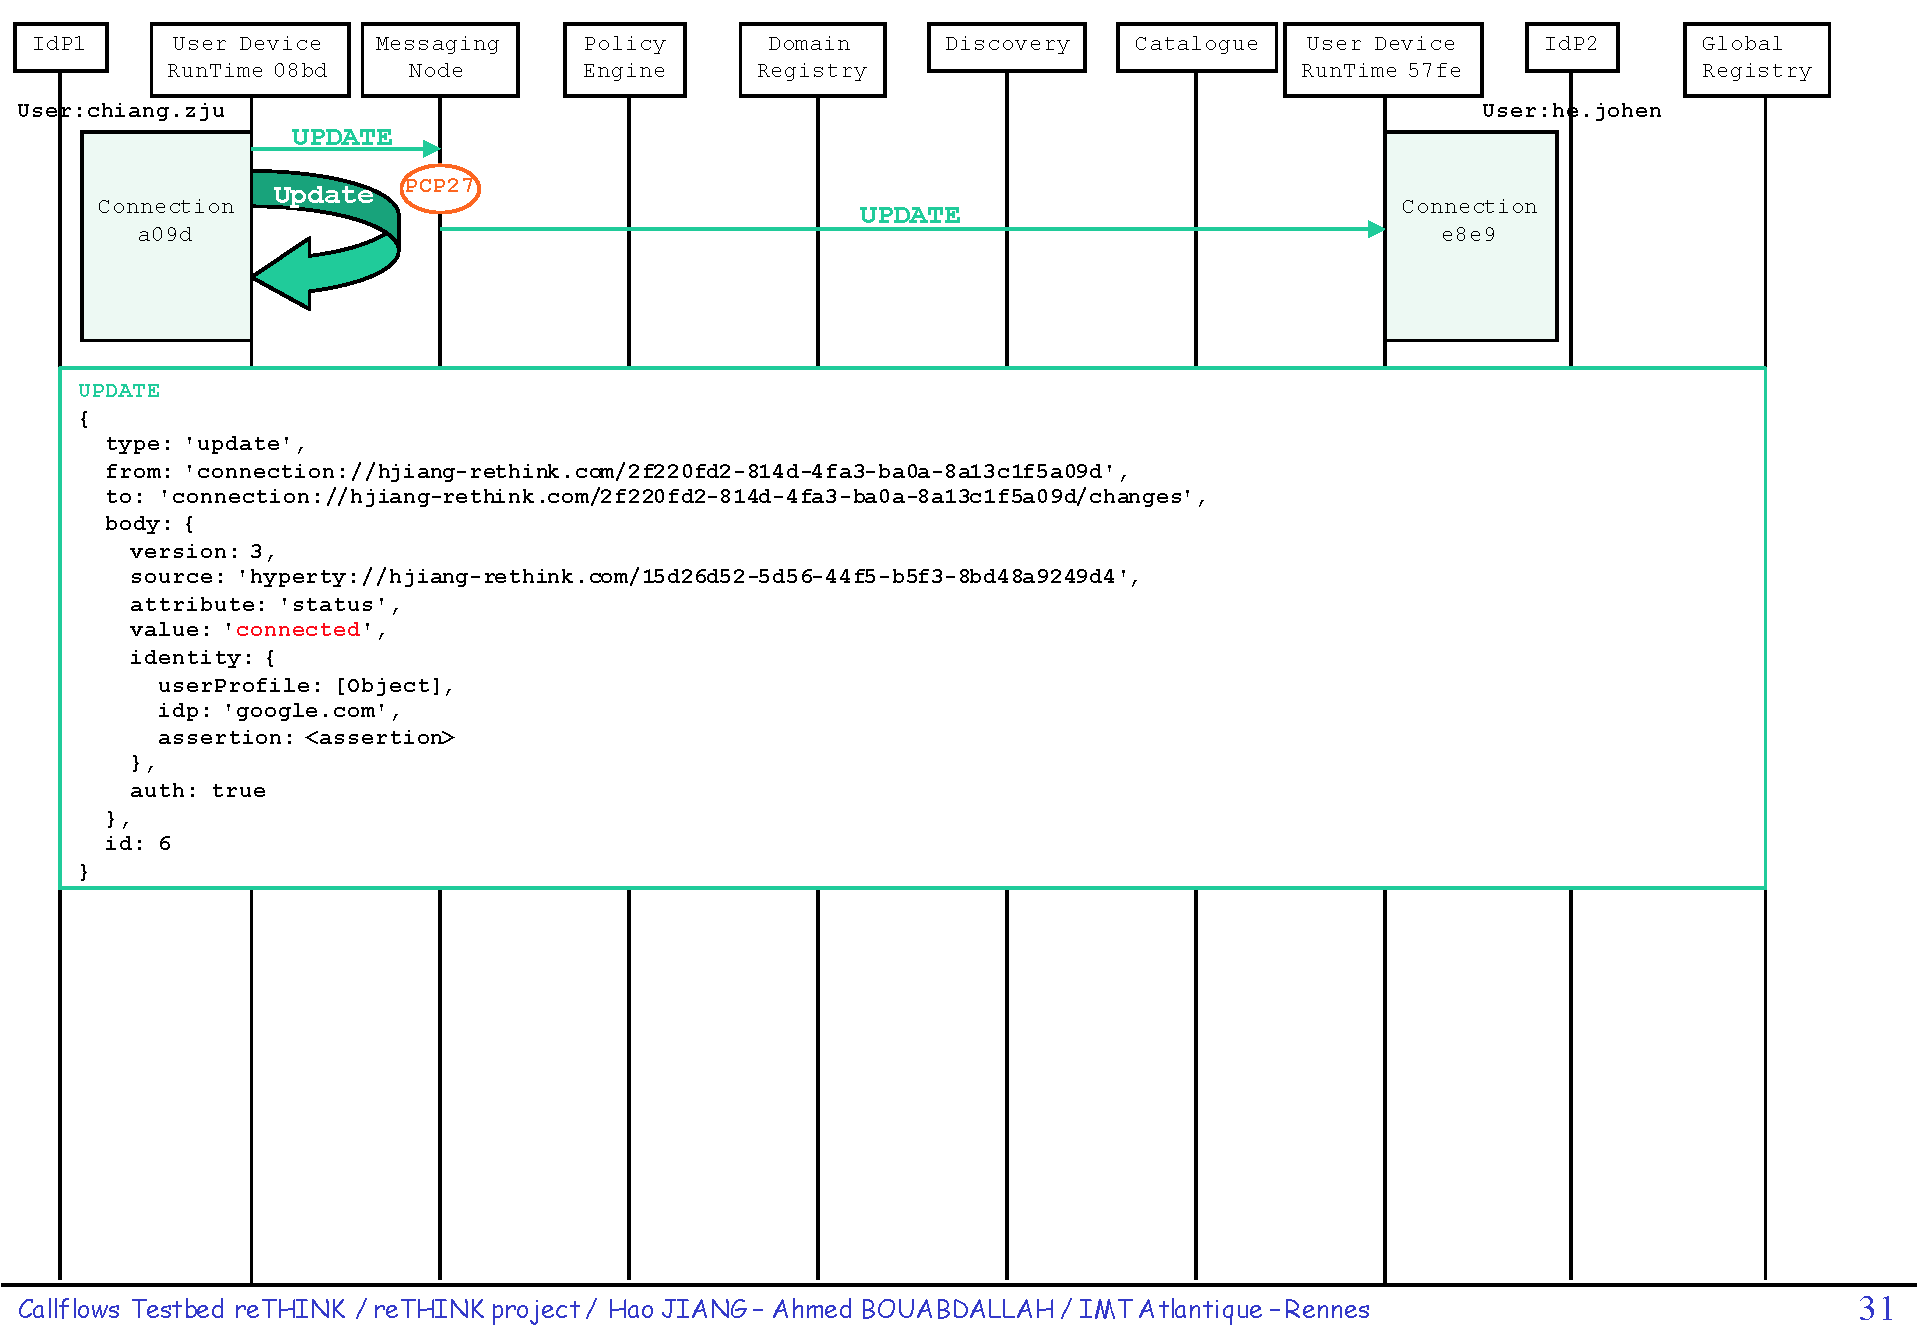 IdP1
User Device
RunTime 08bd
Messaging
Node
Policy
Engine
Domain
Registry
Discovery
Catalogue
User Device
RunTime 57fe
IdP2
Global
Registry
User:chiang.zju
User:he.johen
UPDATE
Update
PCP27
UPDATE
Connection
a09d
Connection
e8e9
UPDATE
{
type: 'update',
from: 'connection://hjiang-rethink.com/2f220fd2-814d-4fa3-ba0a-8a13c1f5a09d',
to: 'connection://hjiang-rethink.com/2f220fd2-814d-4fa3-ba0a-8a13c1f5a09d/changes',
body: {
version: 3,
source: 'hyperty://hjiang-rethink.com/15d26d52-5d56-44f5-b5f3-8bd48a9249d4',
attribute: 'status',
value: 'connected',
identity: {
userProfile: [Object],
idp: 'google.com',
assertion: <assertion>
},
auth: true
},
id: 6
}
Callflows Testbed reTHINK / reTHINK project / Hao JIANG – Ahmed BOUABDALLAH / IMT Atlantique – Rennes
31